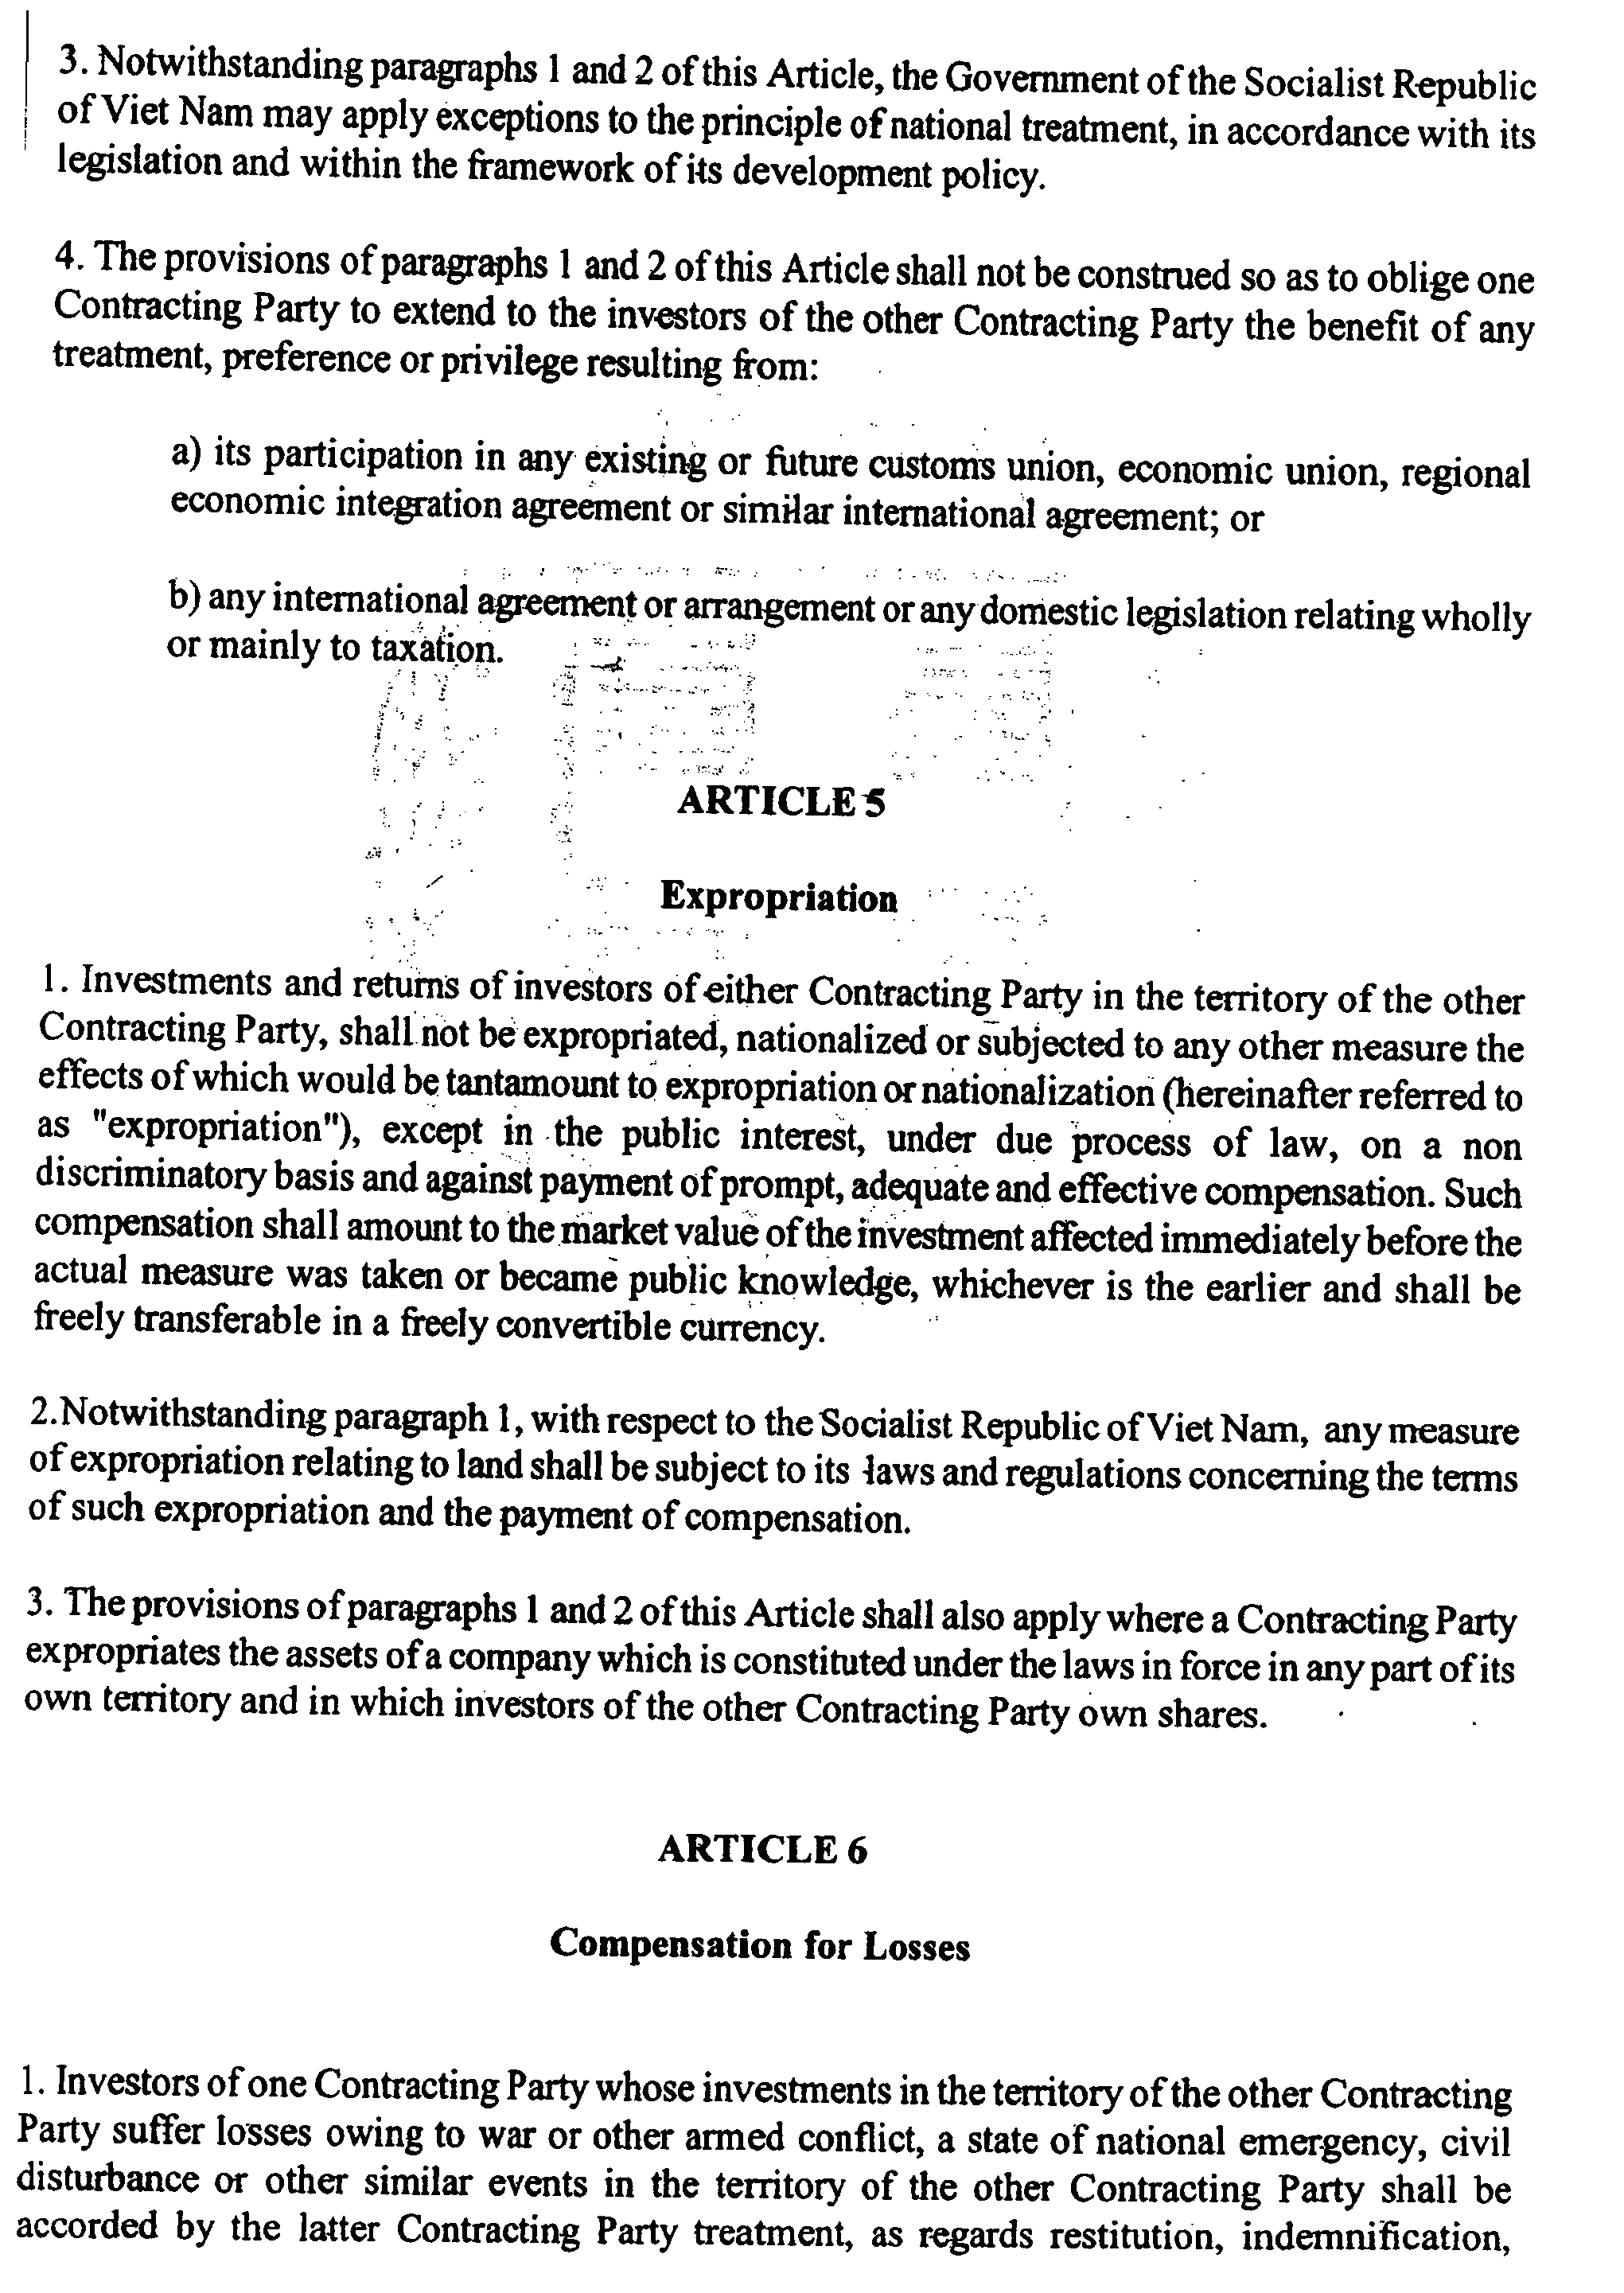 3. Notwithstanding paragraphs 1 and 2 of this Article, the Government of the Socialist Republic
of Viet Nam may apply exceptions to the principle of national treatment, in accordance with its
legislation and within the framework of its development policy.
4. The provisions of paragraphs 1 and 2 of this Article shall not be construed so as to oblige one
Contracting Party to extend to the investors of the other Contracting Party the benefit of any
treatment, preference or privilege resulting from:
a) its participation in any existing or future customs union, economic union, regional
economic integration agreement or similar international agreement; or
b) any international agreement or arrangement or any domestic legislation relating wholly
or mainly to taxation.
ARTICLE 5
Expropriation
1. Investments and returns of investors of either Contracting Party in the territory of the other
Contracting Party, shall not be expropriated, nationalized or subjected to any other measure the
effects of which would be tantamount to expropriation or nationalization (hereinafter referred to
as "expropriation"), except in the public interest, under due process of law, on a non
discriminatory basis and against payment of prompt, adequate and effective compensation. Such
compensation shall amount to the market value of the investment affected immediately before the
actual measure was taken or became public knowledge, whichever is the earlier and shall be
freely transferable in a freely convertible currency.
2.Notwithstanding paragraph 1, with respect to the Socialist Republic of Viet Nam, any measure
of expropriation relating to land shall be subject to its laws and regulations concerning the terms
of such expropriation and the payment of compensation.
3. The provisions of paragraphs 1 and 2 of this Article shall also apply where a Contracting Party
expropriates the assets of a company which is constituted under the laws in force in any part of its
own territory and in which investors of the other Contracting Party own shares.
ARTICLE 6
Compensation for Losses
1. Investors of one Contracting Party whose investments in the territory of the other Contracting
Party suffer losses owing to war or other armed conflict, a state of national emergency, civil
disturbance or other similar events in the territory of the other Contracting Party shall be
accorded by the latter Contracting Party treatment, as regards restitution, indemnification,